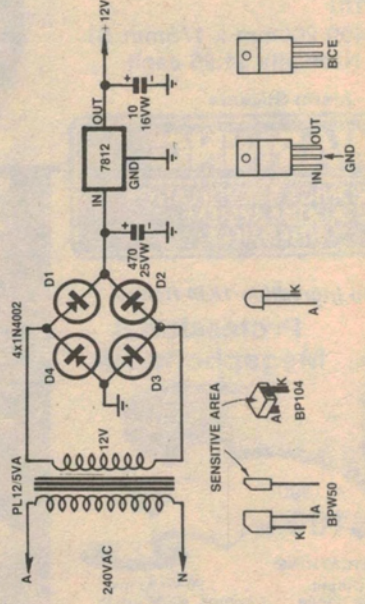 PL12/5VA
A
240VAC
N
12V
4x1N4002
D4
D1
D3
D2
470
25VW
IN
7812
OUT
GND
10
16VW
12V
SENSITIVE AREA
K
A
BPW50
A
K
BP104
A
K
IN
OUT
GND
BCE